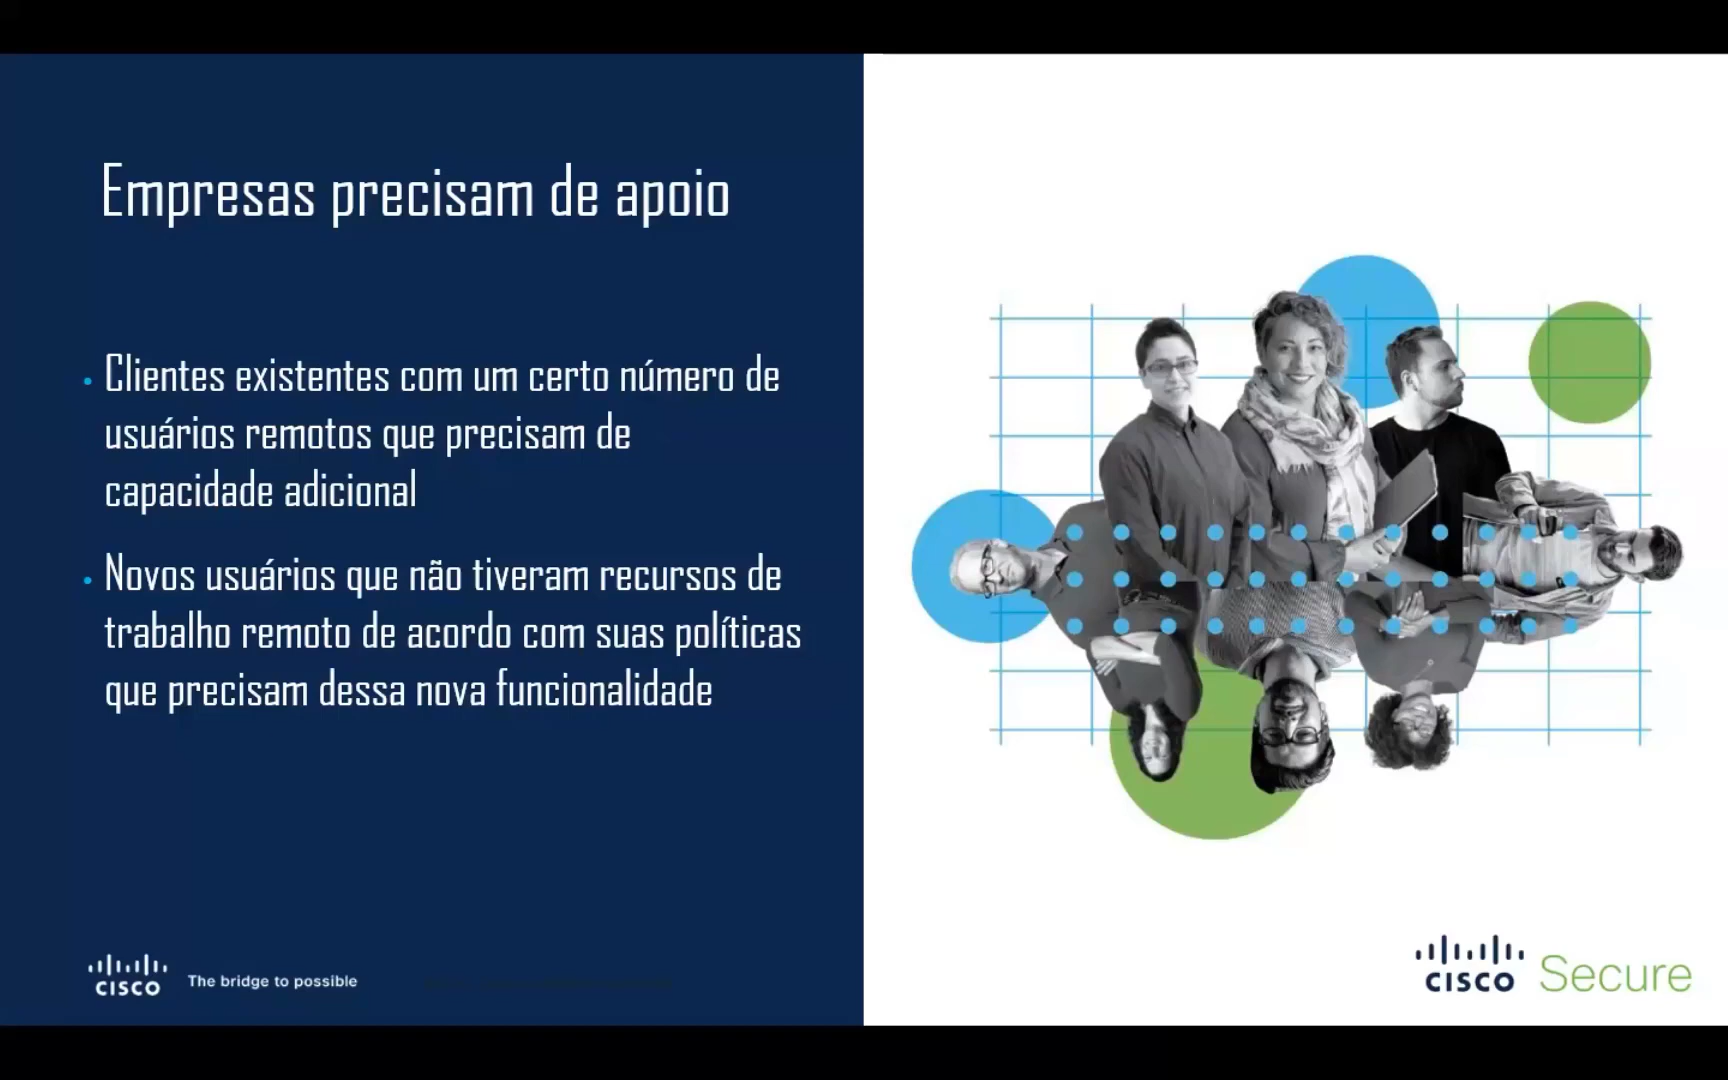 Empresas precisam de apoio
• Clientes existentes com um certo número de
usuários remotos que precisam de
capacidade adicional
• Novos usuários que não tiveram recursos de
trabalho remoto de acordo com suas políticas
que precisam dessa nova funcionalidade
CISCO The bridge to possible
CISCO Secure